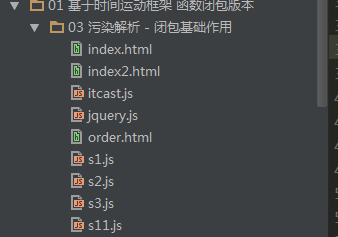 01 基于时间运动框架 函数闭包版本
03 污染解析 - 闭包基础作用
index.html
index2.html
itcast.js
jquery.js
order.html
s1.js
s2.js
s3.js
s11.js